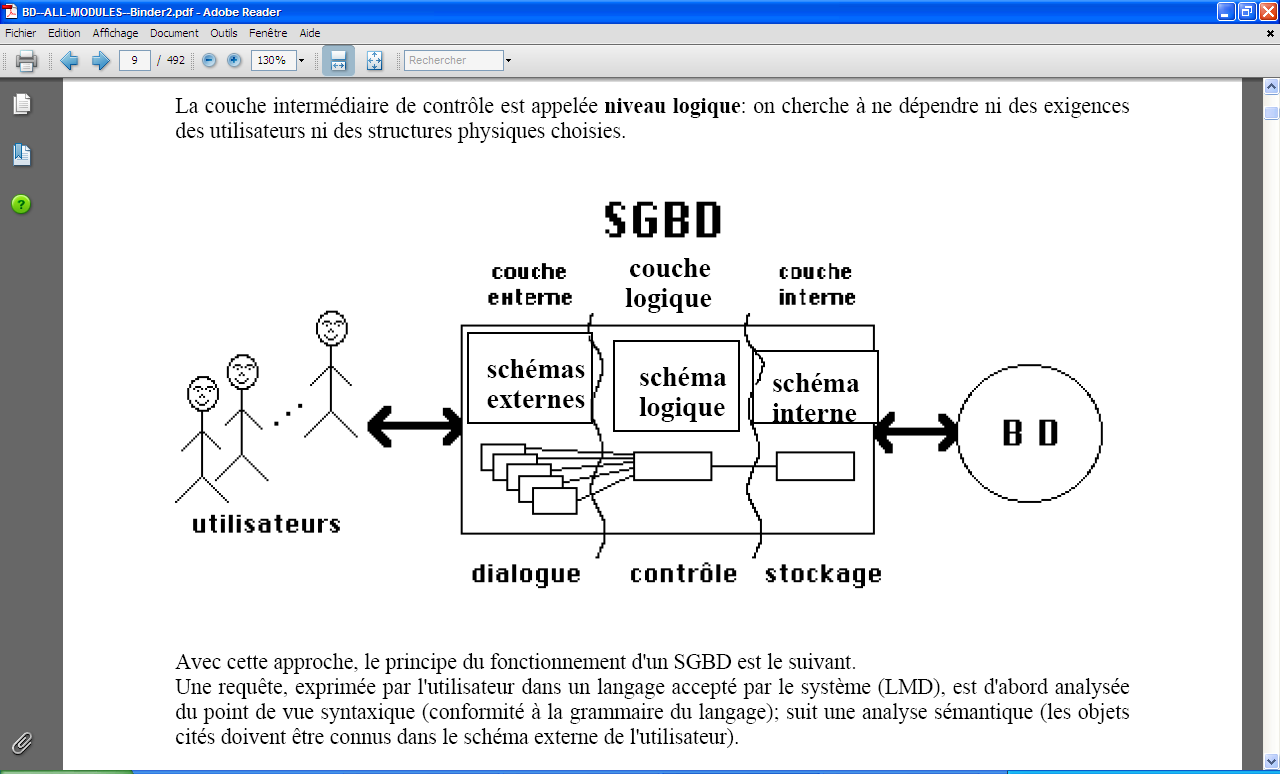 BD--ALL-MODULES--Binder2.pdf - Adobe Reader
Fichier Edition Affichage Document Outils Fenêtre Aide
9 / 492 130% Rechercher
La couche intermédiaire de contrôle est appelée niveau logique: on cherche à ne dépendre ni des exigences
des utilisateurs ni des structures physiques choisies.
SGBD
couche
externe
couche
logique
couche
interne
schémas
externes
schéma
logique
schéma
interne
B D
utilisateurs
dialogue
contrôle
stockage
Avec cette approche, le principe du fonctionnement d'un SGBD est le suivant.
Une requête, exprimée par l'utilisateur dans un langage accepté par le système (LMD), est d'abord analysée
du point de vue syntaxique (conformité à la grammaire du langage); suit une analyse sémantique (les objets
cités doivent être connus dans le schéma externe de l'utilisateur).